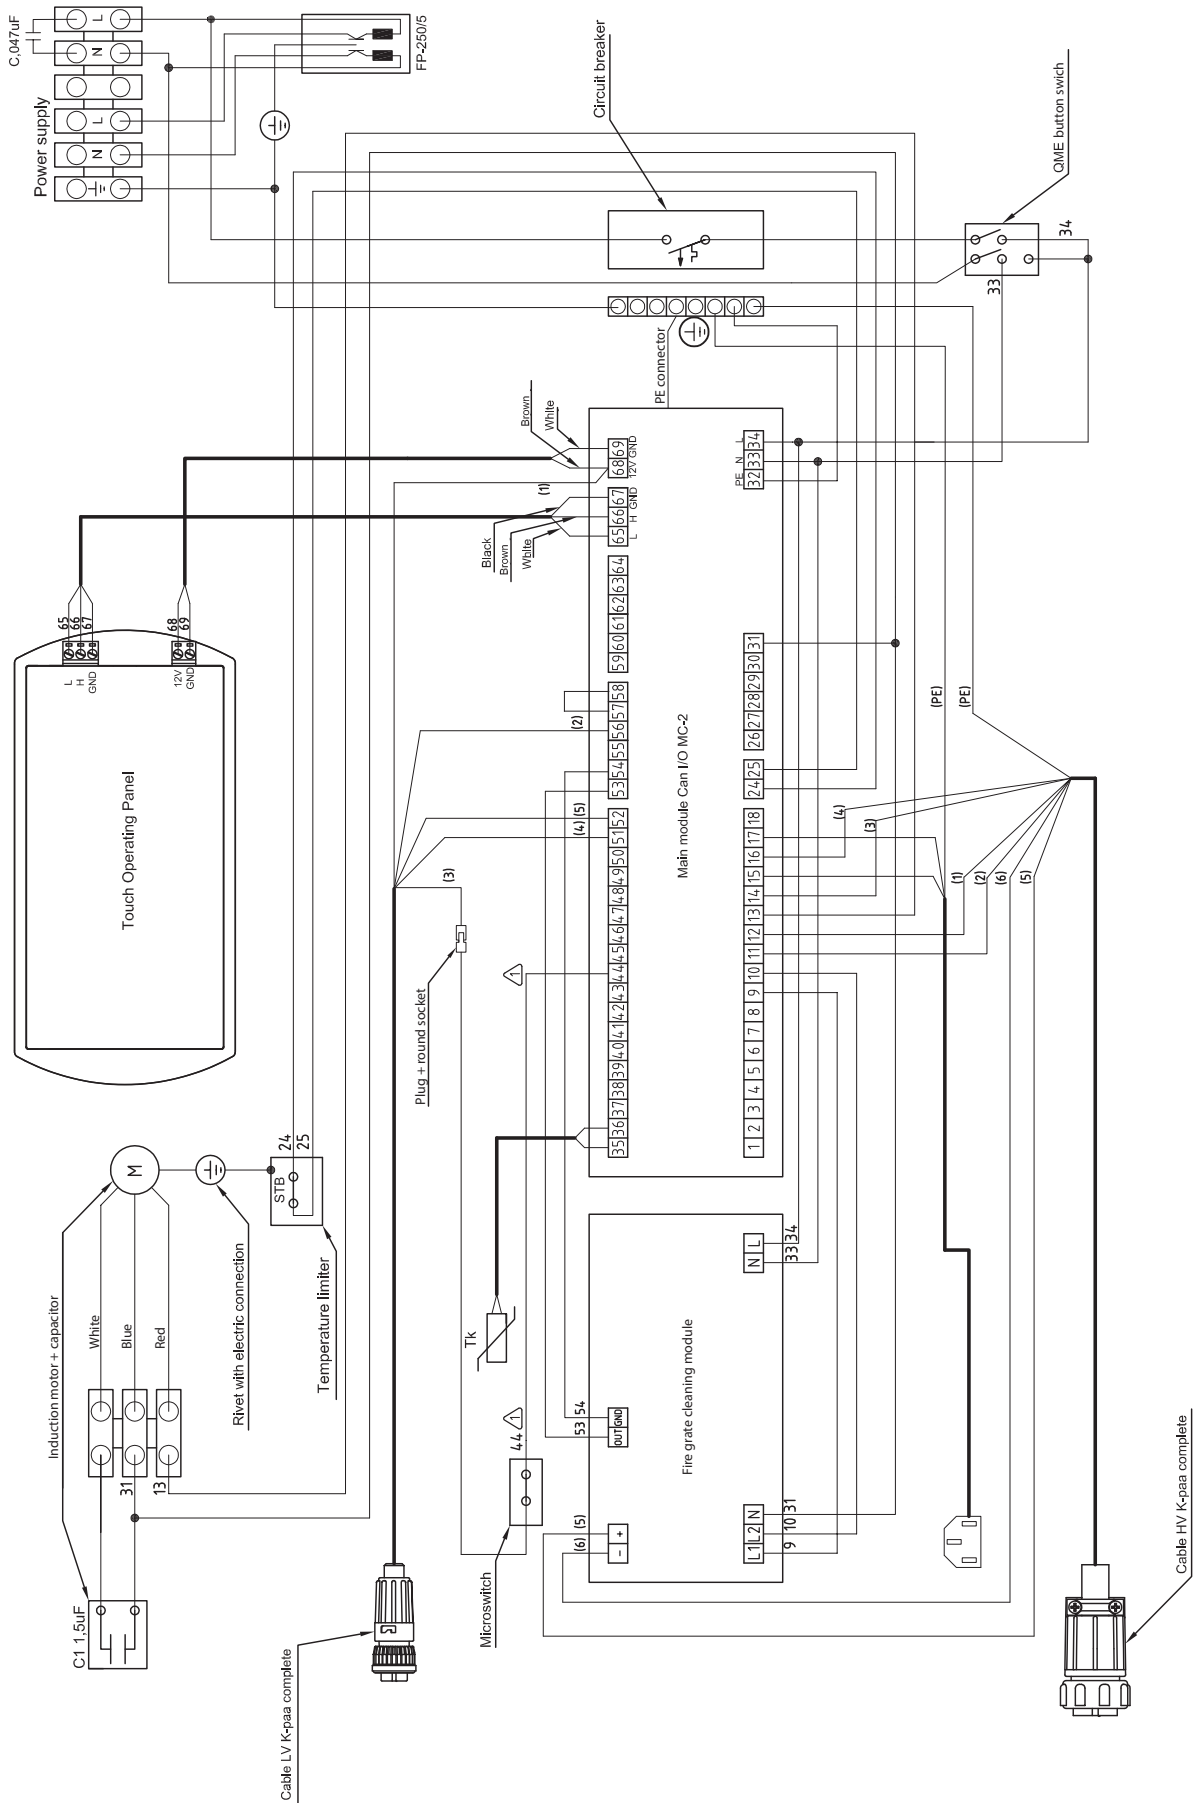 C,047uF
L
N
L
N
Power supply
FP-250/5
Circuit breaker
QME button swich
34
33
PE connector
Brown
White
(1)
Black
Brown
White
69 GND
68 12V
67 GND
66 H
65 L
L
N
PE
34
33
32
65
66
67
68
69
L
H
GND
12V
GND
Touch Operating Panel
Main module Can I/O MC-2
35 36 37 38 39 40 41 42 43 44 45 46 47 48 49 50 51 52
53 54 55 56 57 58
59 60 61 62 63 64
1 2 3 4 5 6 7 8 9 10 11 12 13 14 15 16 17 18
24 25
26 27 28 29 30 31
(2)
(4) (5)
(3)
(PE)
(PE)
(4)
(3)
(1)
(2)
(6)
(5)
Plug + round socket
1
M
24
25
STB
Induction motor + capacitor
White
Blue
Red
Rivet with electric connection
Temperature limiter
31
13
C1 1,5uF
Tk
44
1
Microswitch
53 54
OUT GND
Fire grate cleaning module
N L
33 34
(6) (5)
- +
L1 L2 N
9 10 31
Cable LV K-paa complete
Cable HV K-paa complete